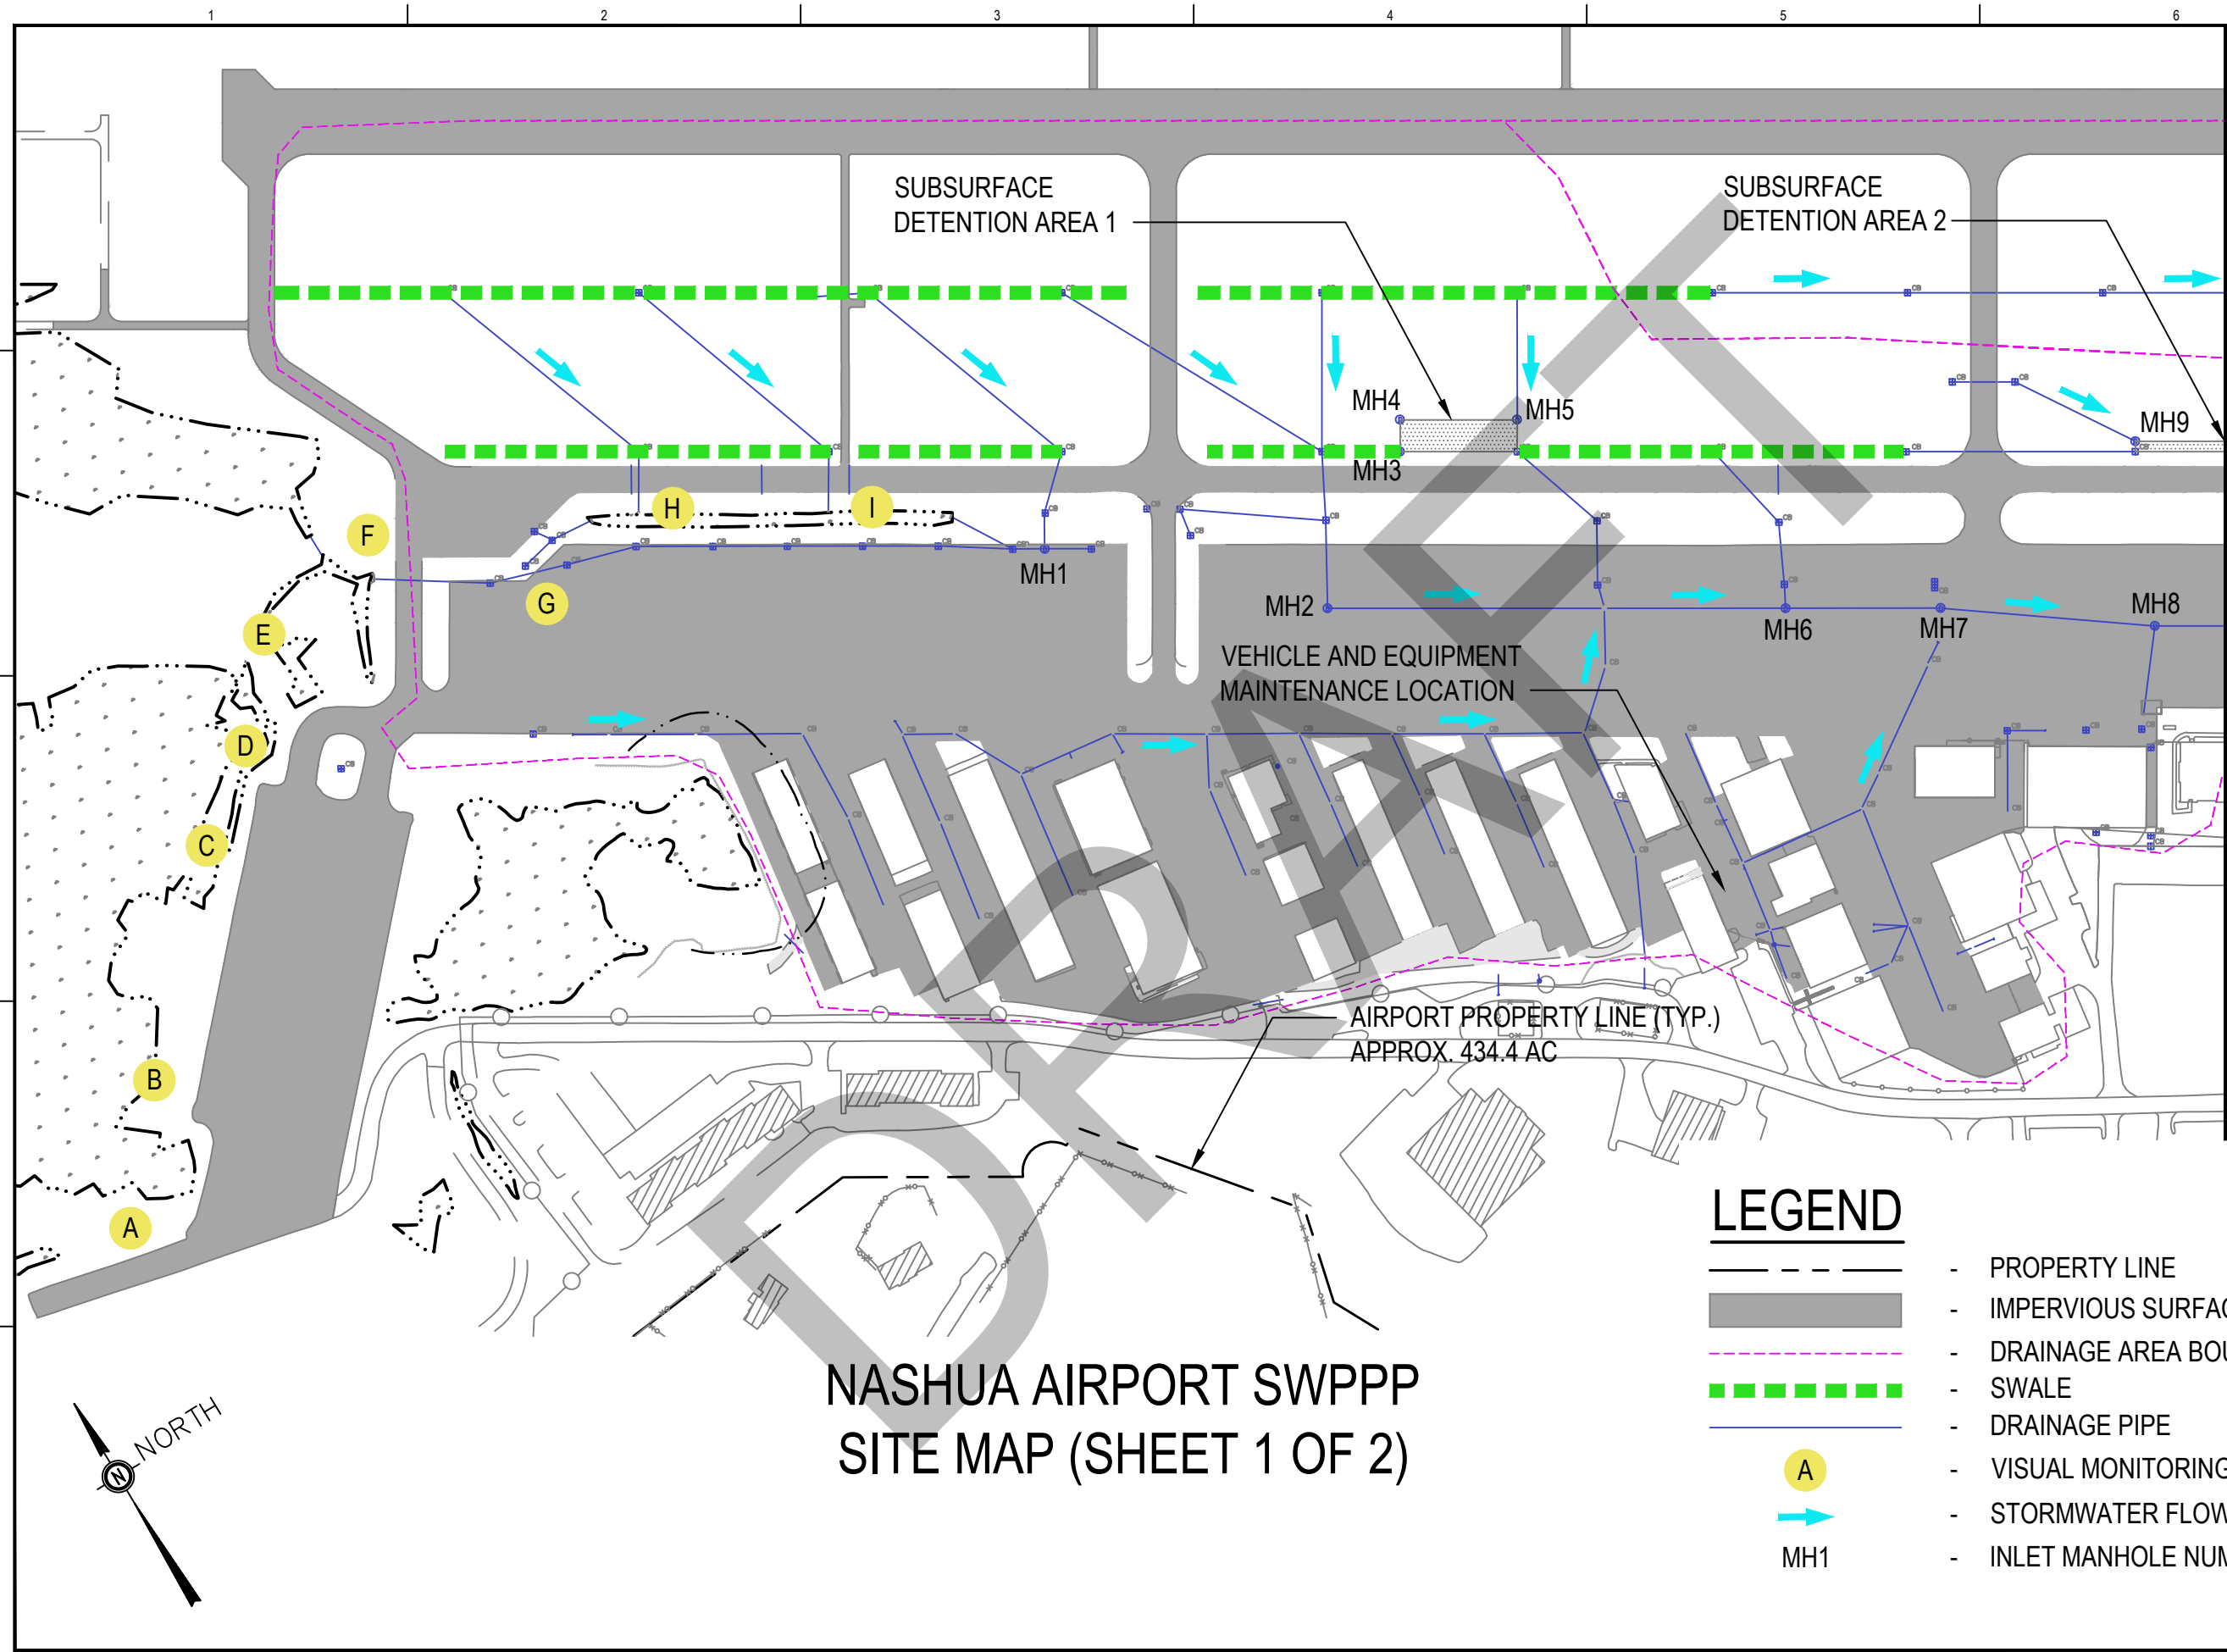 1 2 3 4 5 6
SUBSURFACE
DETENTION AREA 1
SUBSURFACE
DETENTION AREA 2
MH4
MH5
MH3
MH9
H
I
F
MH1
G
MH2
MH6
MH7
MH8
E
VEHICLE AND EQUIPMENT
MAINTENANCE LOCATION
D
C
AIRPORT PROPERTY LINE (TYP.)
APPROX. 434.4 AC
B
A
DRAFT
LEGEND
- PROPERTY LINE
- IMPERVIOUS SURFAC
- DRAINAGE AREA BOU
- SWALE
- DRAINAGE PIPE
A - VISUAL MONITORING
- STORMWATER FLOW
MH1 - INLET MANHOLE NUM
NASHUA AIRPORT SWPPP
SITE MAP (SHEET 1 OF 2)
NORTH
N